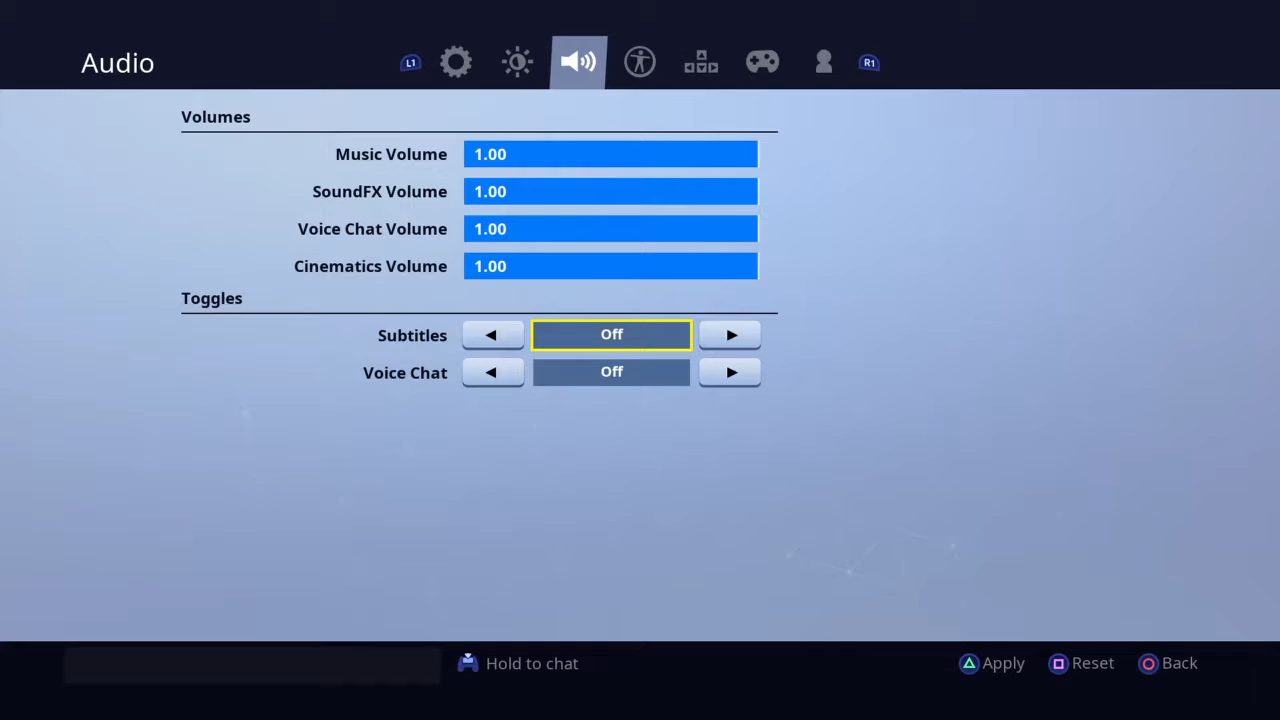 Audio
L1
R1
Volumes
Music Volume 1.00
SoundFX Volume 1.00
Voice Chat Volume 1.00
Cinematics Volume 1.00
Toggles
Subtitles Off
Voice Chat Off
Hold to chat
Apply Reset Back